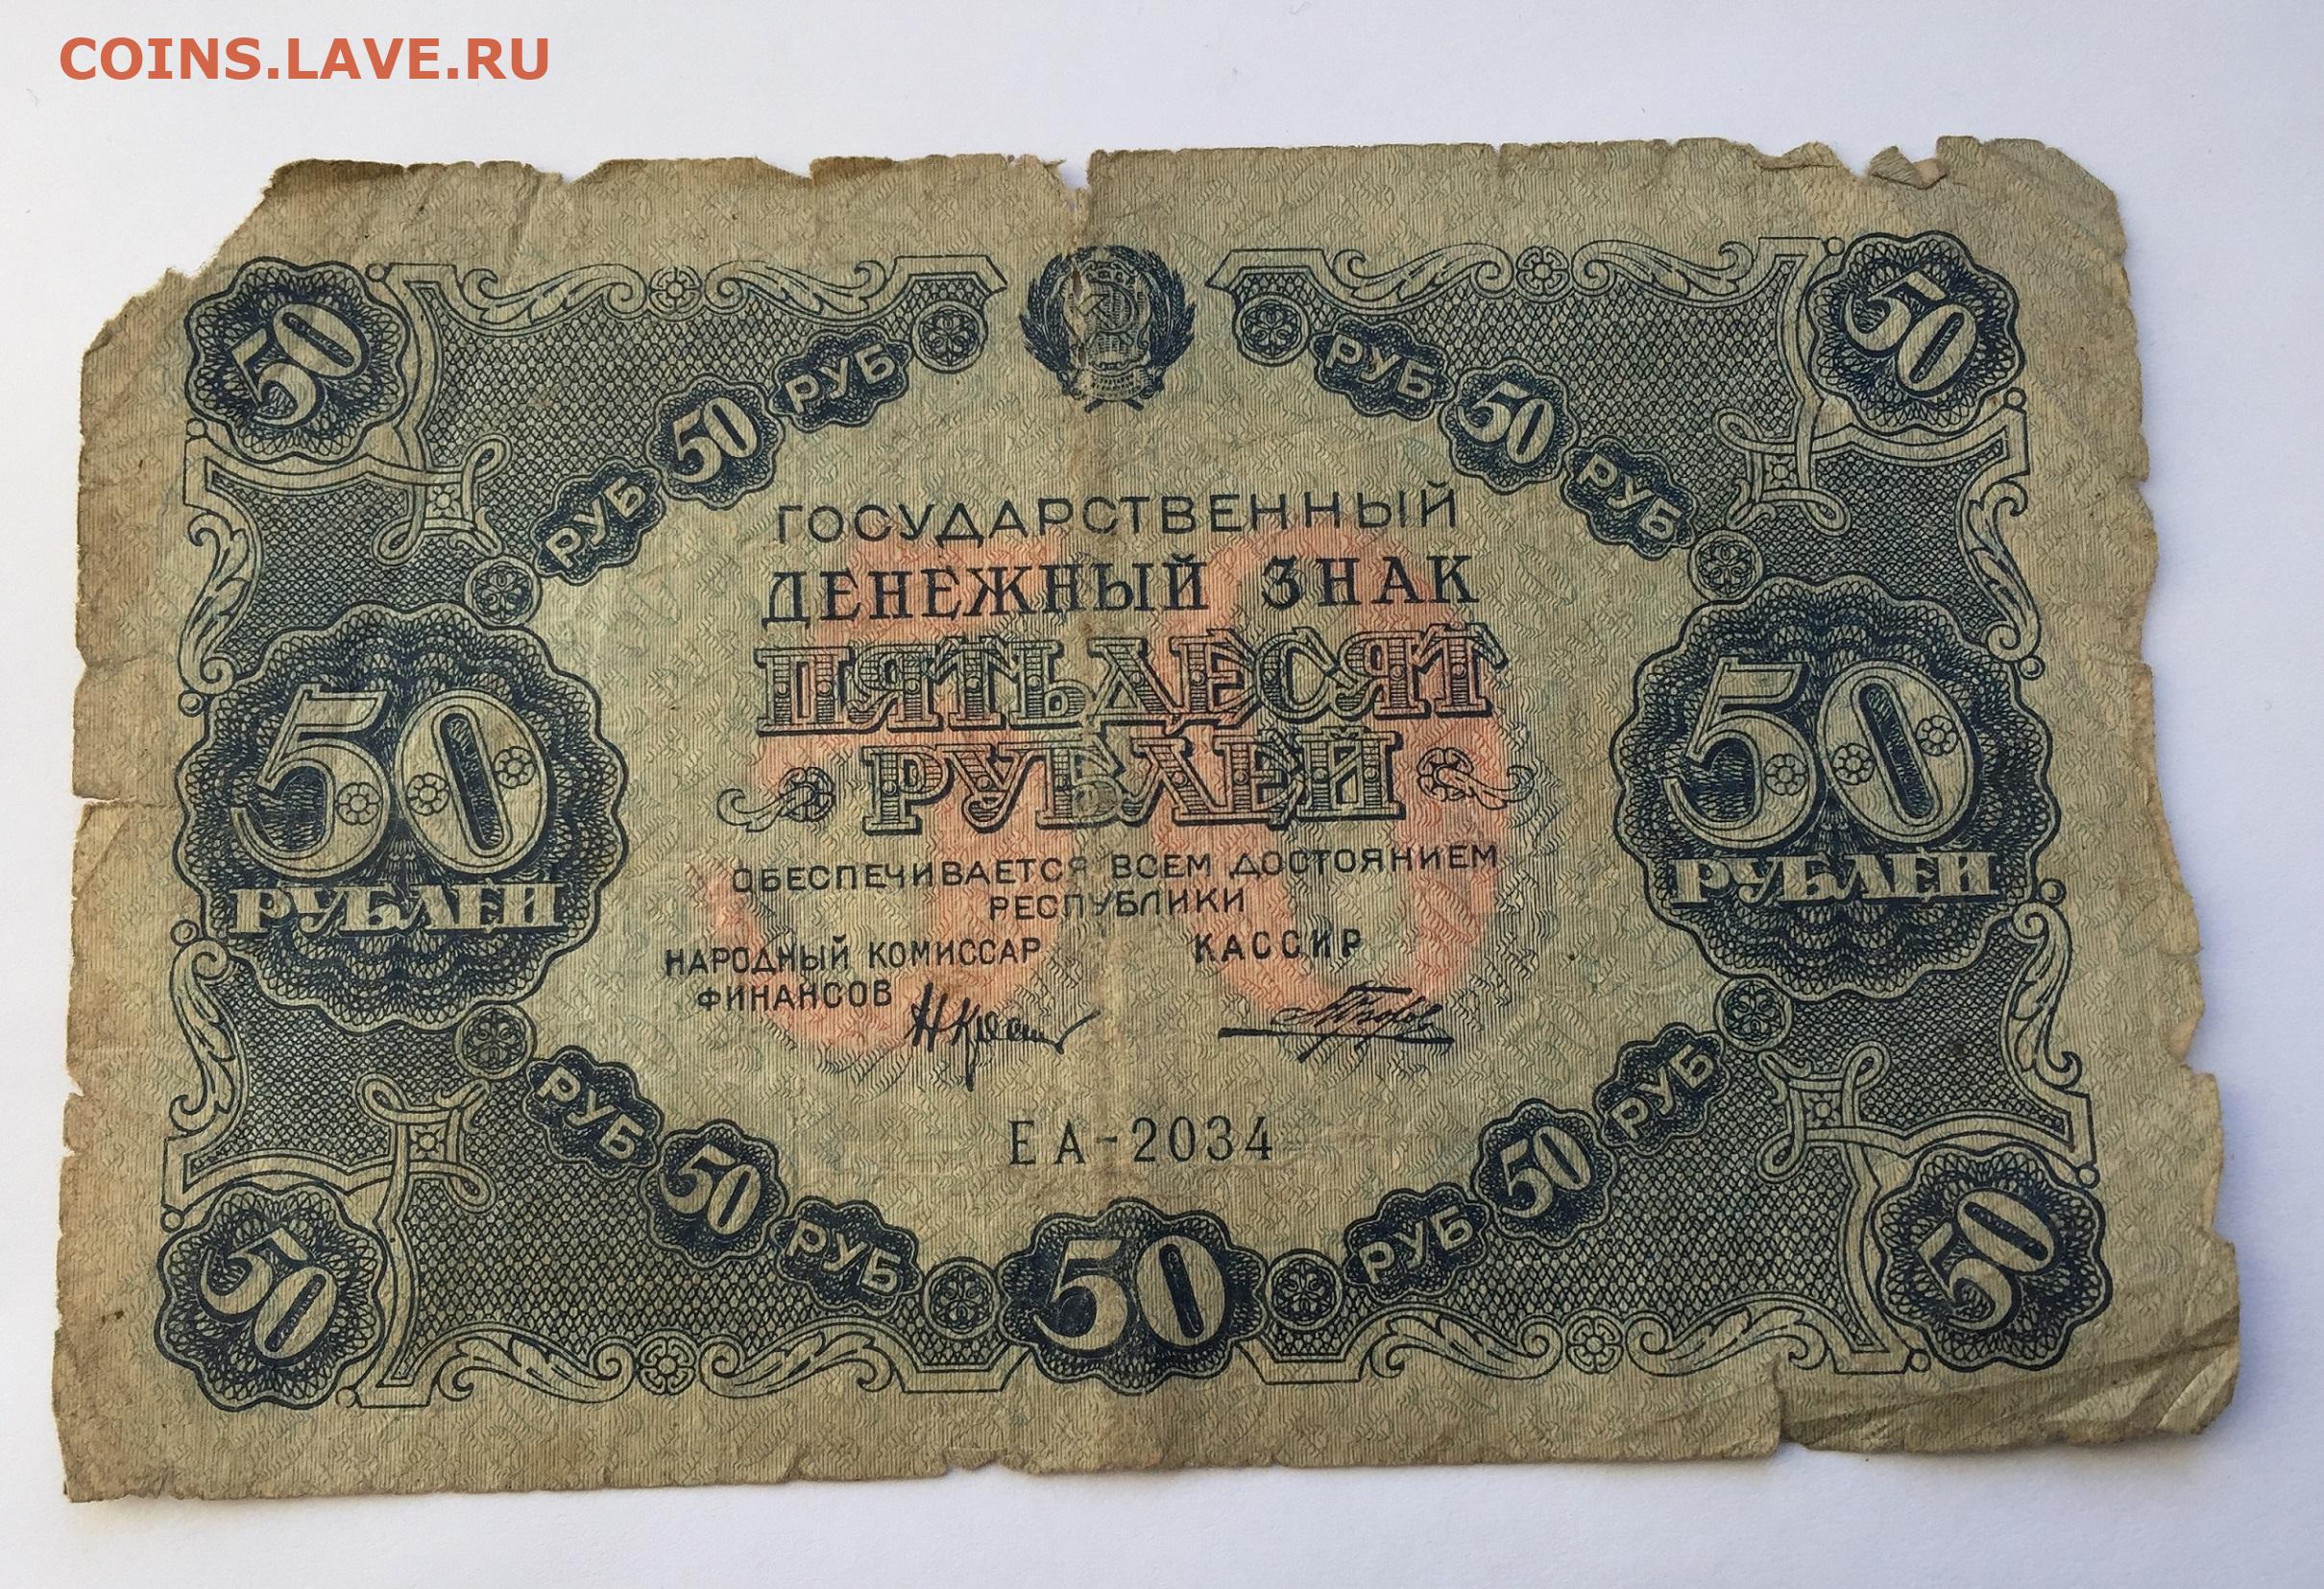 COINS.LAVE.RU
50 50
РУБ 50 РУБ РУБ 50 РУБ
ГОСУДАРСТВЕННЫЙ
ДЕНЕЖНЫЙ ЗНАК
ПЯТЬДЕСЯТ
РУБЛЕЙ
50 50
РУБЛЕЙ РУБЛЕЙ
50
ОБЕСПЕЧИВАЕТСЯ ВСЕМ ДОСТОЯНИЕМ
РЕСПУБЛИКИ
НАРОДНЫЙ КОМИССАР КАССИР
ФИНАНСОВ
ЕА-2034
РУБ 50 РУБ РУБ 50 РУБ
50 50 50